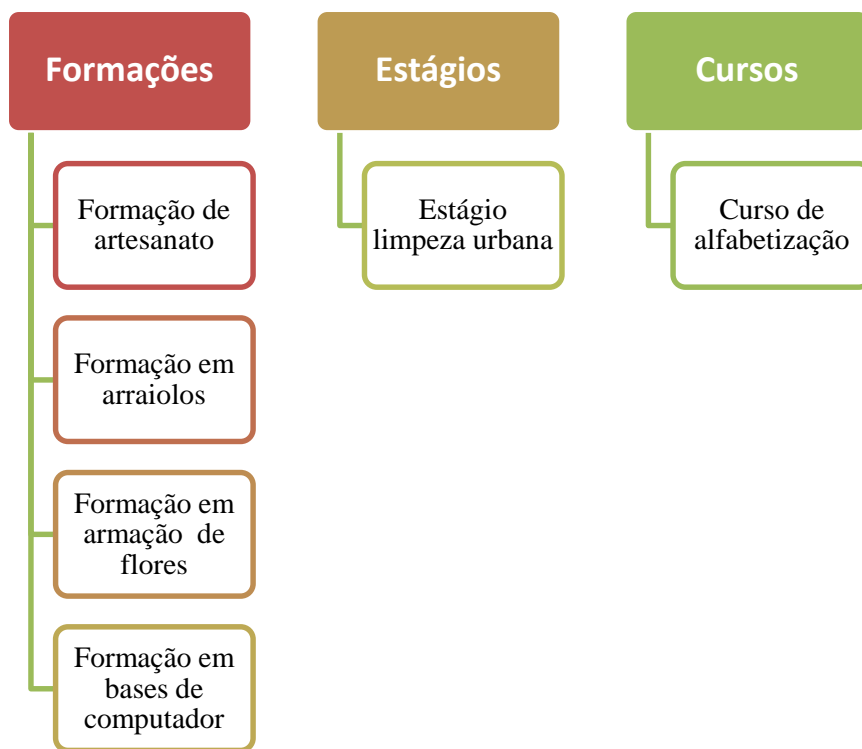 Formações
Formação de
artesanato
Formação em
arraiolos
Formação em
armação de
flores
Formação em
bases de
computador
Estágios
Estágio
limpeza urbana
Cursos
Curso de
alfabetização